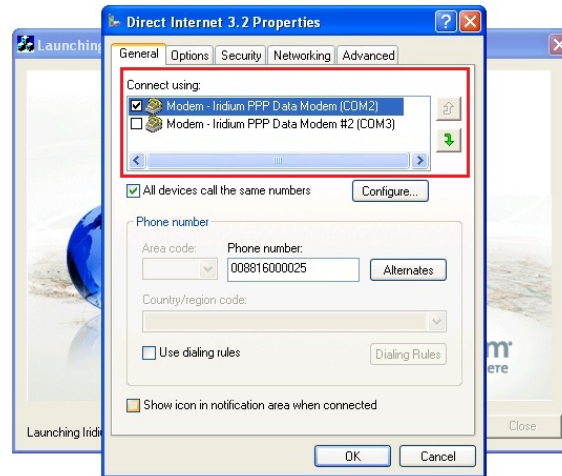 Direct Internet 3.2 Properties
Launching
General Options Security Networking Advanced
Connect using:
Modem - Iridium PPP Data Modem (COM2)
Modem - Iridium PPP Data Modem #2 (COM3)
All devices call the same numbers Configure...
Phone number
Area code: Phone number:
008816000025 Alternates
Country/region code:
Use dialing rules Dialing Rules
Show icon in notification area when connected
Launching Iridi Close
OK Cancel